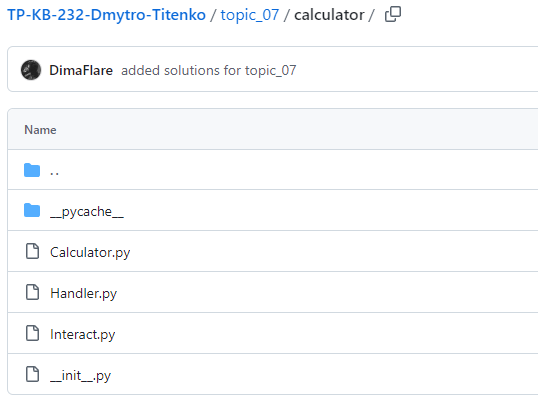 TP-KB-232-Dmytro-Titenko / topic_07 / calculator /
DimaFlare added solutions for topic_07
Name
..
__pycache__
Calculator.py
Handler.py
Interact.py
__init__.py